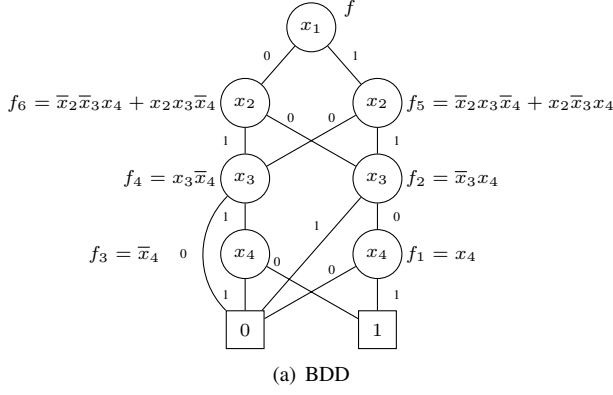 f
x₁
0 1
f₆ = x̅₂x̅₃x₄ + x₂x₃x̅₄ x₂ x₂ f₅ = x̅₂x₃x̅₄ + x₂x̅₃x₄
0 0
1 1
f₄ = x₃x̅₄ x₃ x₃ f₂ = x̅₃x₄
1 1 0
f₃ = x̅₄ 0 x₄ 0 0 x₄ f₁ = x₄
1 1
0 1
(a) BDD